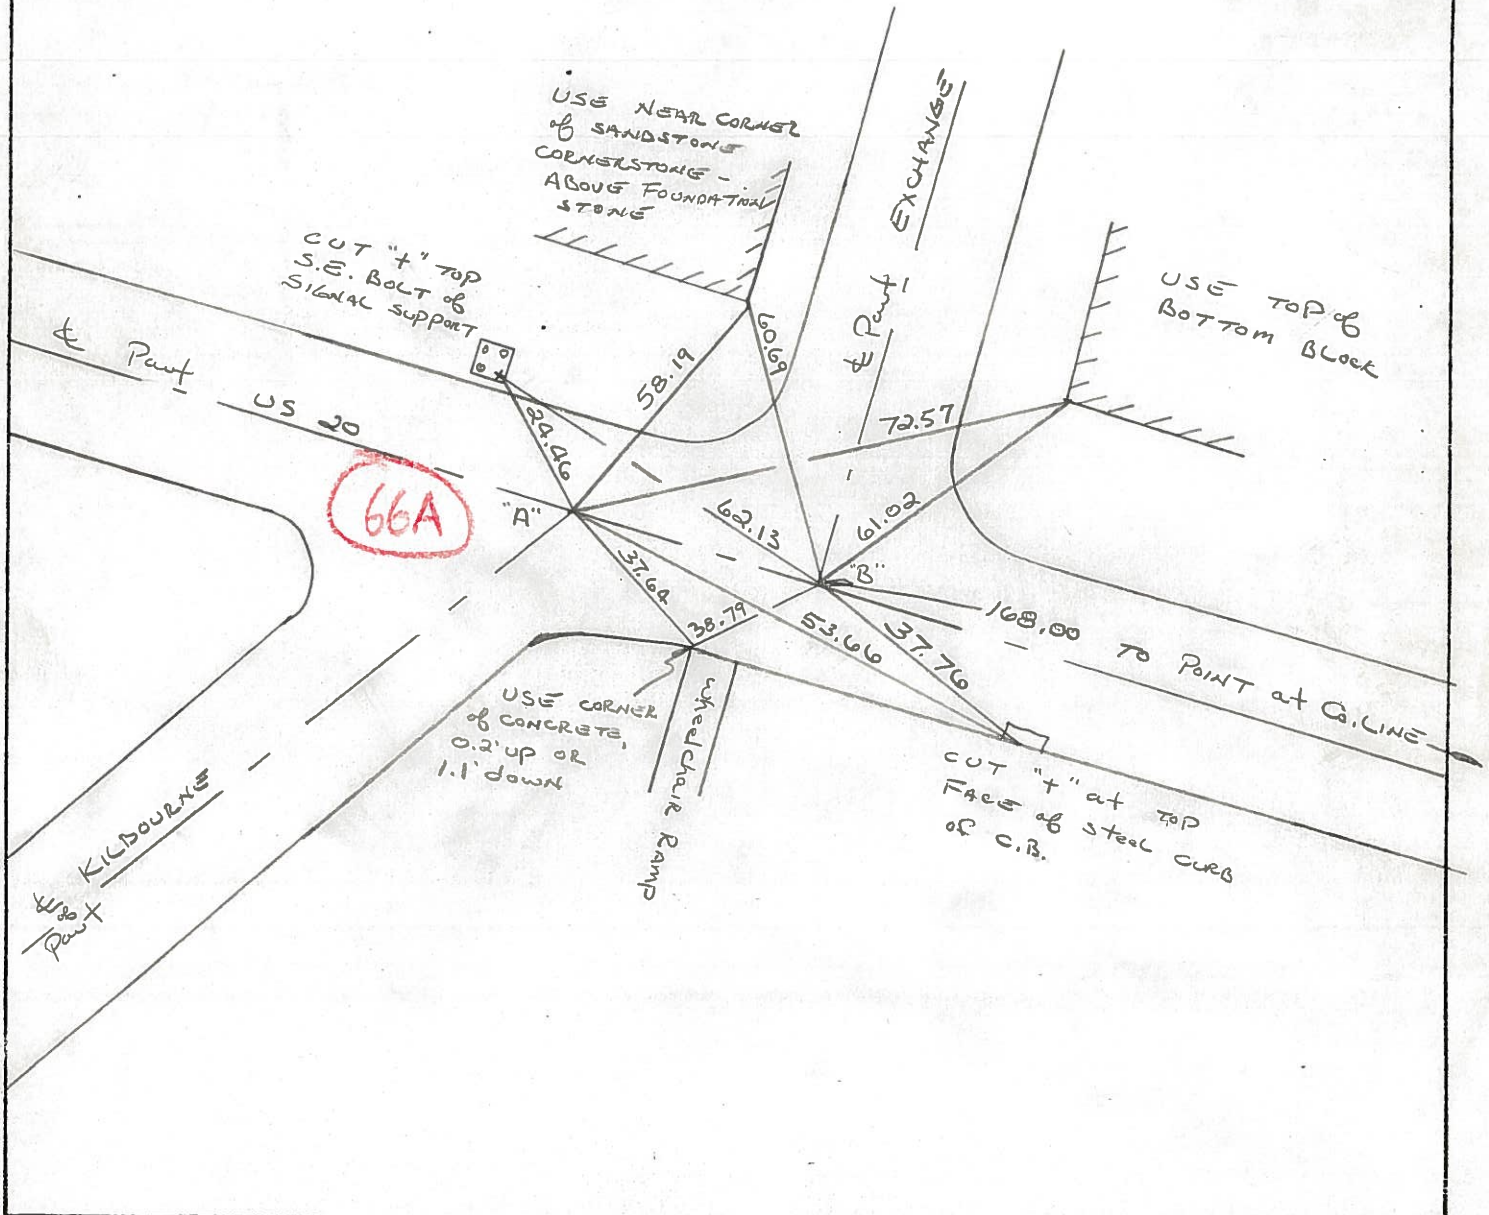 USE NEAR CORNER
of SANDSTONE
CORNERSTONE -
ABOVE FOUNDATION
STONE
EXCHANGE
℄ Pavt
CUT "+" TOP
S.E. BOLT of
SIGNAL SUPPORT
USE TOP of
BOTTOM BLOCK
℄ Pavt
US 20
66A
"A"
"B"
24.46
58.19
60.69
72.57
62.13
61.02
37.64
38.79
53.66
37.76
168.00 TO POINT at Co. LINE
USE CORNER
of CONCRETE,
0.2' UP OR
1.1' down
wheelchair RAMP
CUT "+" at TOP
FACE of steel CURB
of C.B.
KILBOURNE
Pavt